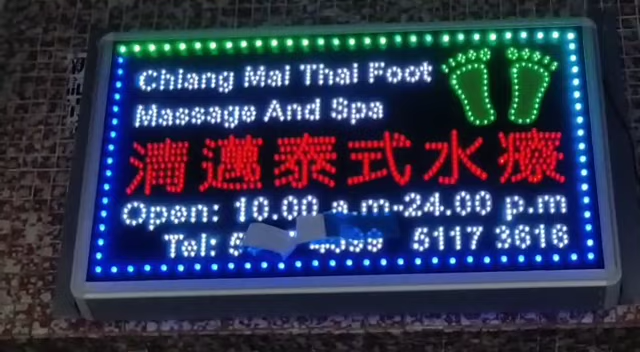 Chiang Mai Thai Foot
Massage And Spa
清邁泰式水療
Open: 10.00 a.m-24.00 p.m
Tel: 5117 3616